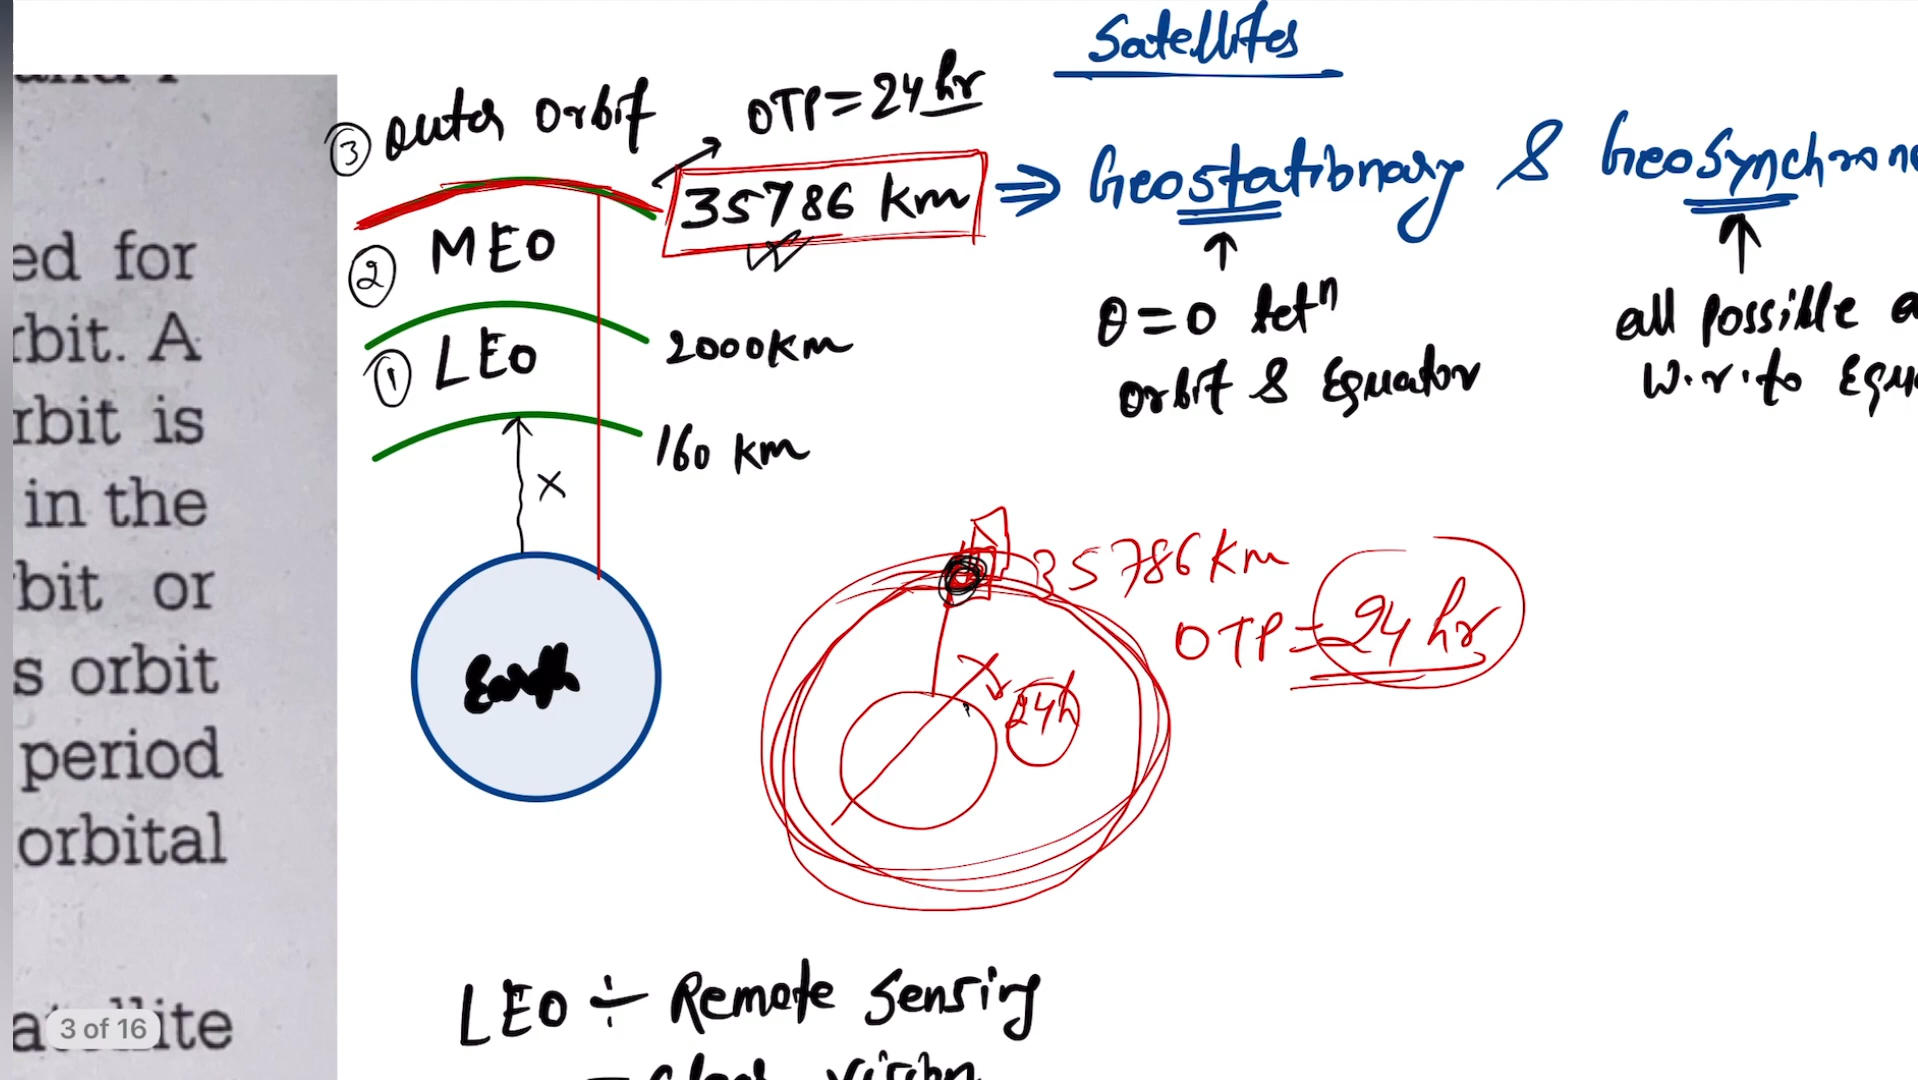 Satellites
③ outer orbit
OTP = 24 hr
35786 Km ⇒ Geostationary & Geosynchrono
② MEO
① LEO
2000 Km
160 km
X
Earth
θ = 0 betⁿ
orbit & Equator
all possible a
w.r.to Equ
35786 Km
OTP = 24 hr
24h
LEO ÷ Remote Sensing
- Clear vision
ed for
rbit. A
rbit is
in the
bit or
s orbit
period
orbital
3 of 16